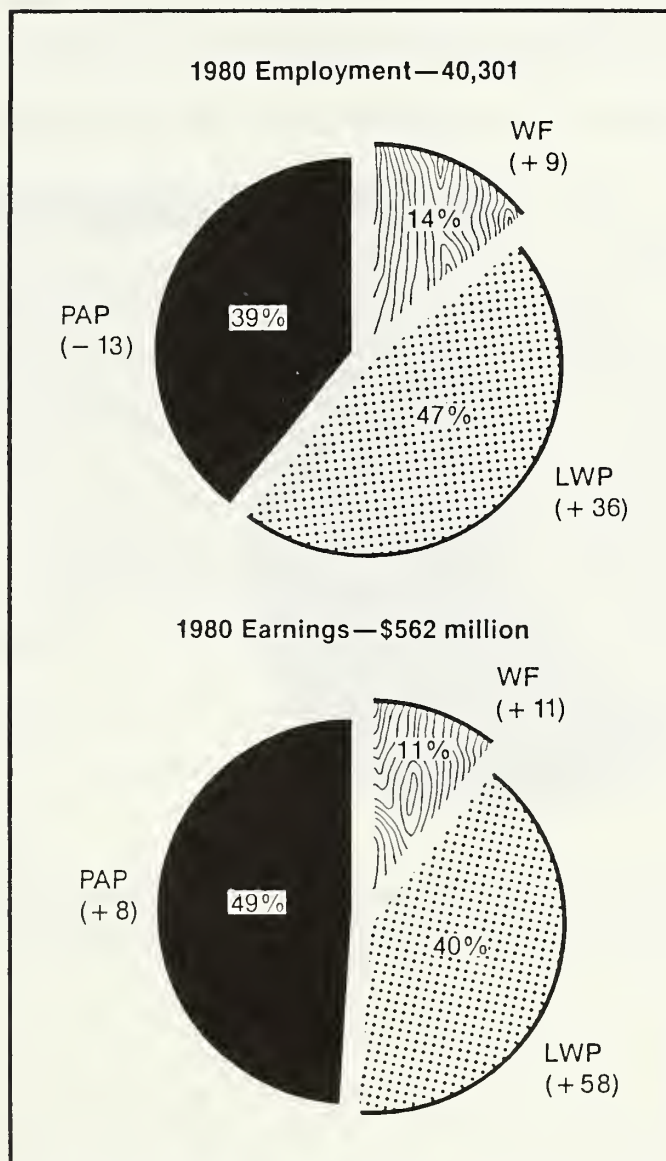 1980 Employment—40,301
WF
(+ 9)
14%
PAP
(– 13)
39%
47%
LWP
(+ 36)
1980 Earnings—$562 million
WF
(+ 11)
11%
PAP
(+ 8)
49%
40%
LWP
(+ 58)